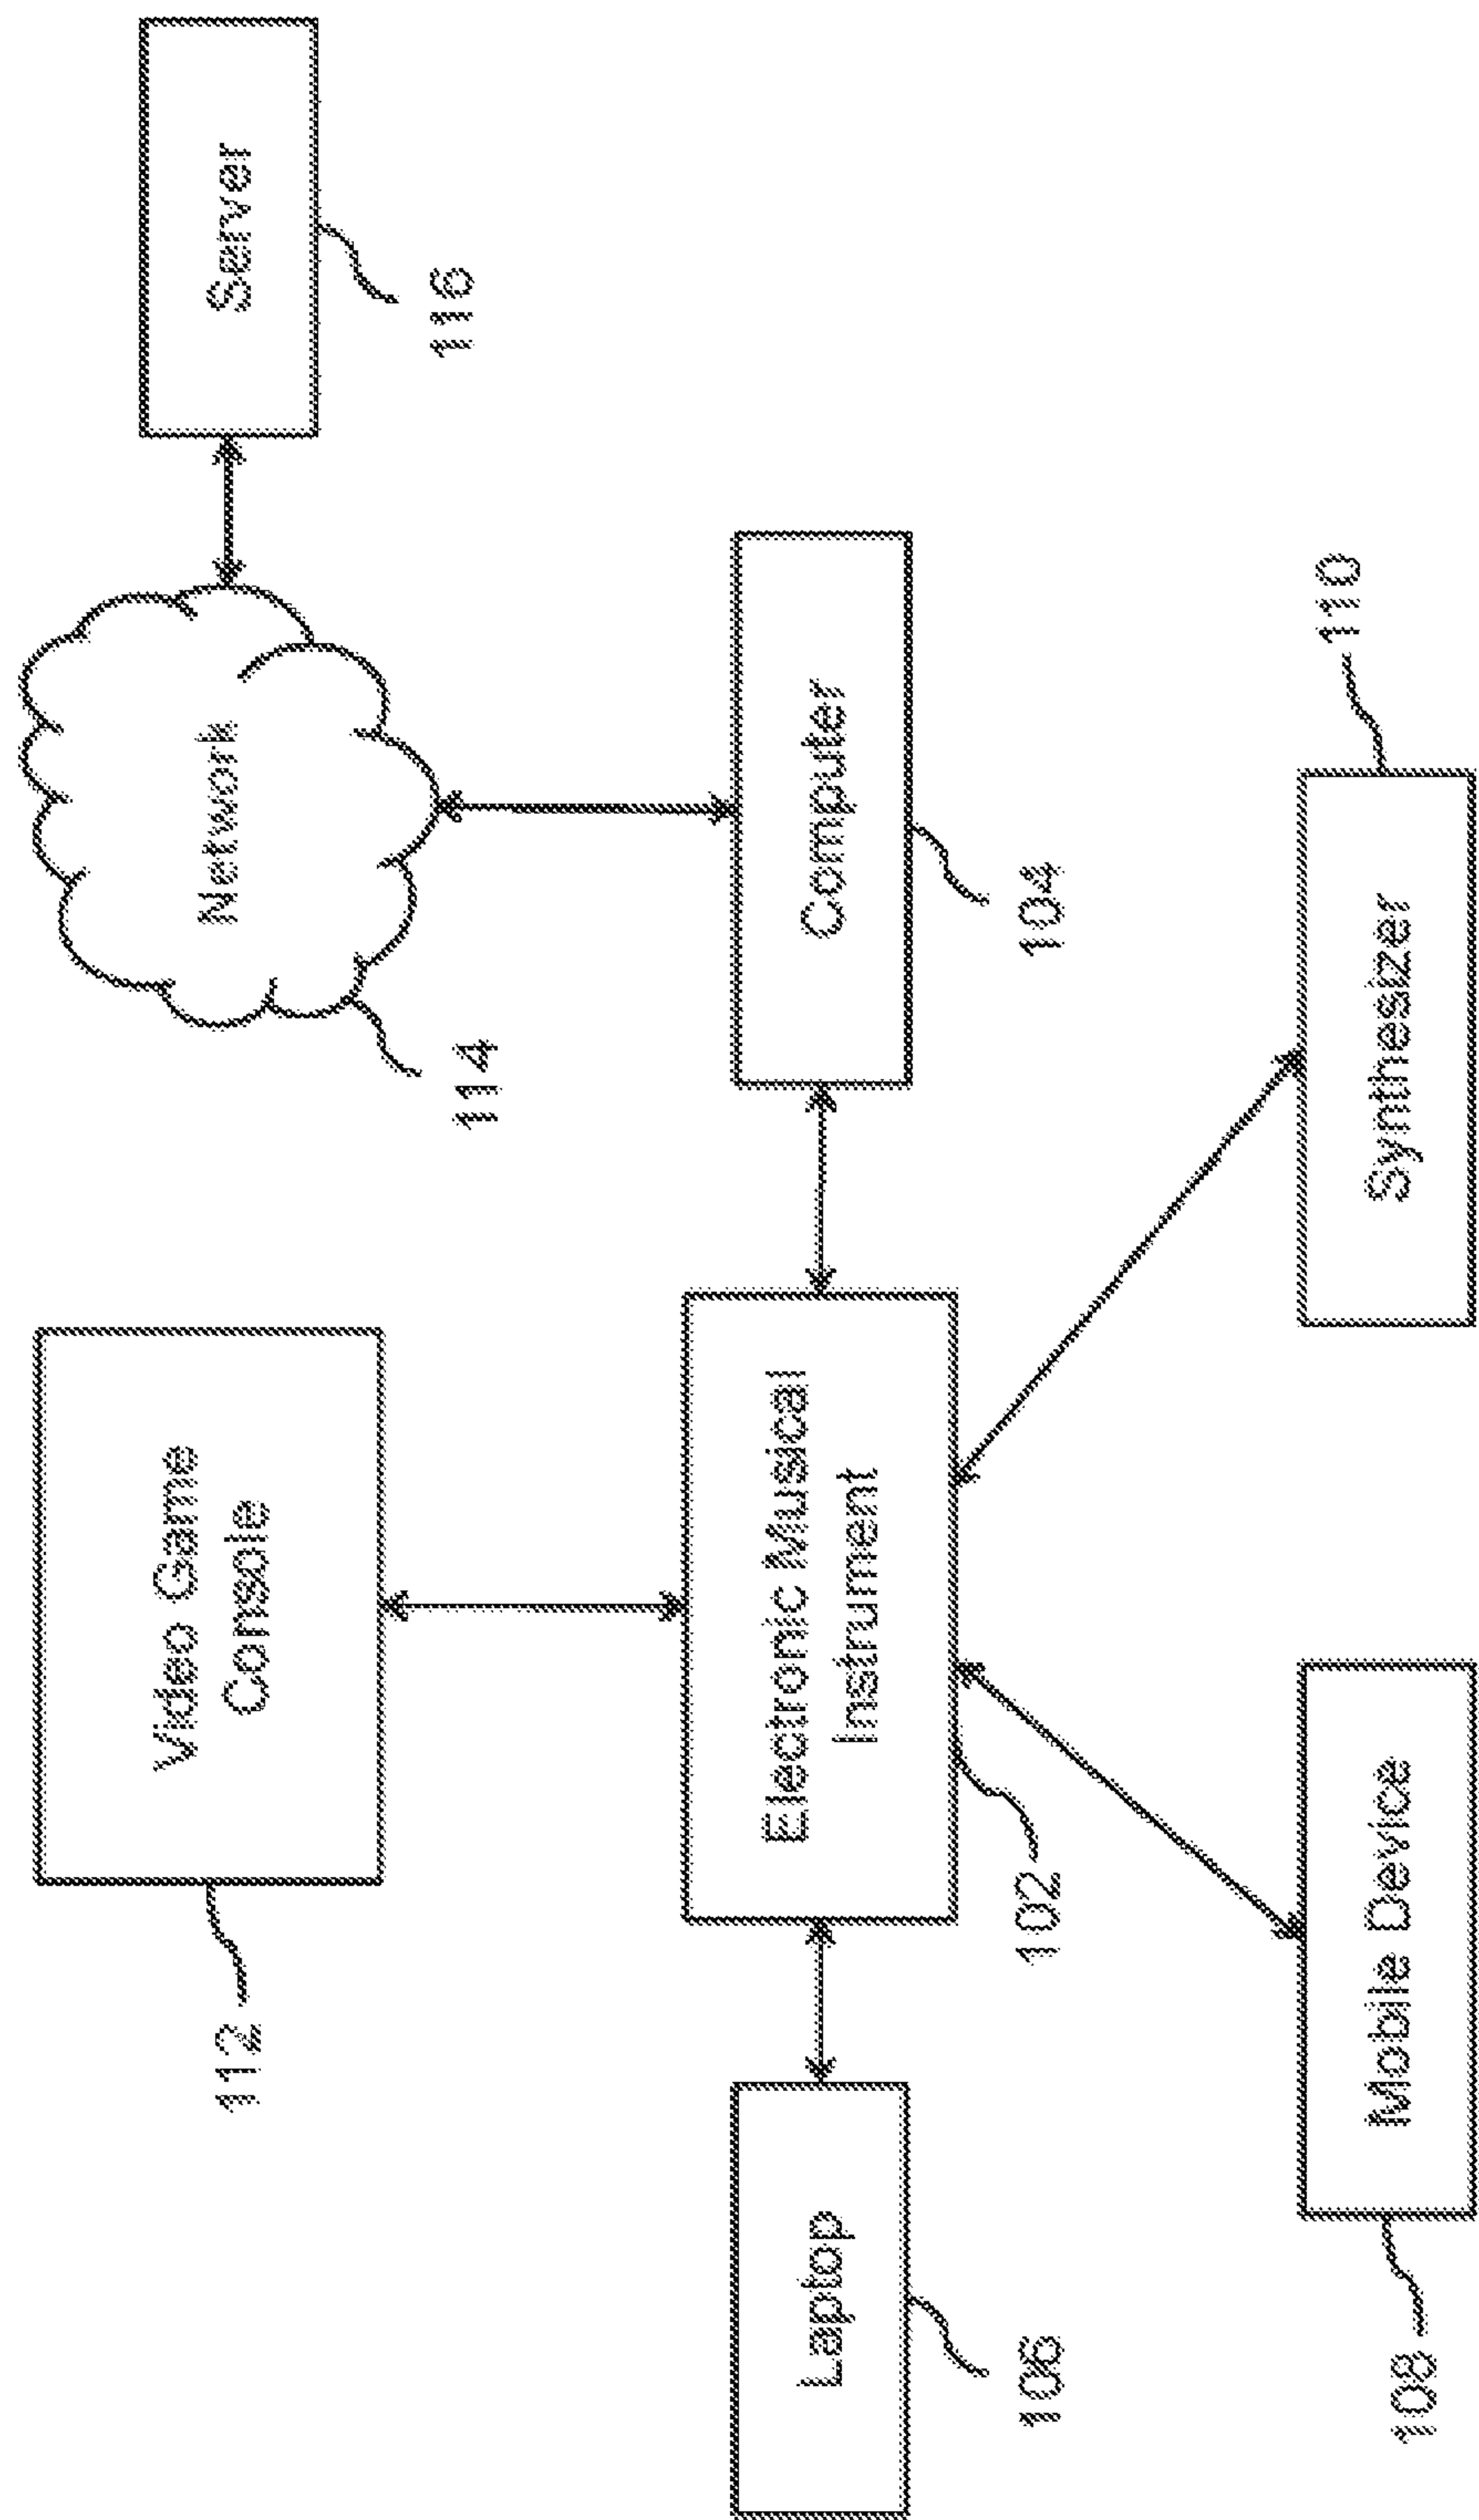 Video Game
Console
112
Network
114
Server
116
Laptop
106
Electronic Musical
Instrument
102
Computer
104
Mobile Device
108
Synthesizer
110